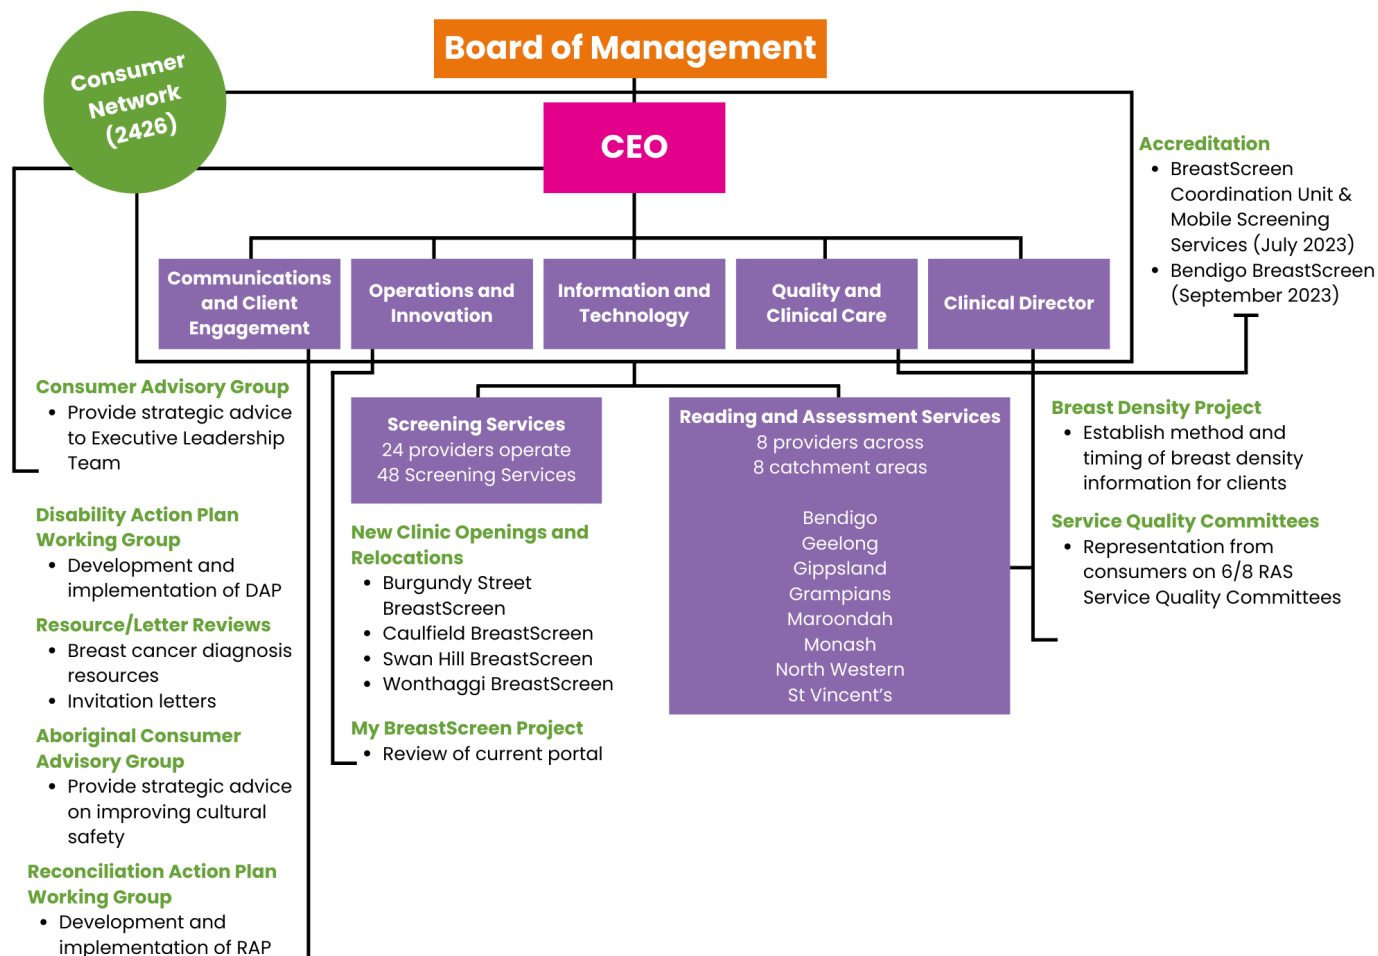 Consumer
Network
(2426)
Board of Management
CEO
Accreditation
• BreastScreen
Coordination Unit &
Mobile Screening
Services (July 2023)
• Bendigo BreastScreen
(September 2023)
Communications
and Client
Engagement
Operations and
Innovation
Information and
Technology
Quality and
Clinical Care
Clinical Director
Consumer Advisory Group
• Provide strategic advice
to Executive Leadership
Team
Disability Action Plan
Working Group
• Development and
implementation of DAP
Resource/Letter Reviews
• Breast cancer diagnosis
resources
• Invitation letters
Aboriginal Consumer
Advisory Group
• Provide strategic advice
on improving cultural
safety
Reconciliation Action Plan
Working Group
• Development and
implementation of RAP
Screening Services
24 providers operate
48 Screening Services
New Clinic Openings and
Relocations
• Burgundy Street
BreastScreen
• Caulfield BreastScreen
• Swan Hill BreastScreen
• Wonthaggi BreastScreen
My BreastScreen Project
• Review of current portal
Reading and Assessment Services
8 providers across
8 catchment areas
Bendigo
Geelong
Gippsland
Grampians
Maroondah
Monash
North Western
St Vincent’s
Breast Density Project
• Establish method and
timing of breast density
information for clients
Service Quality Committees
• Representation from
consumers on 6/8 RAS
Service Quality Committees